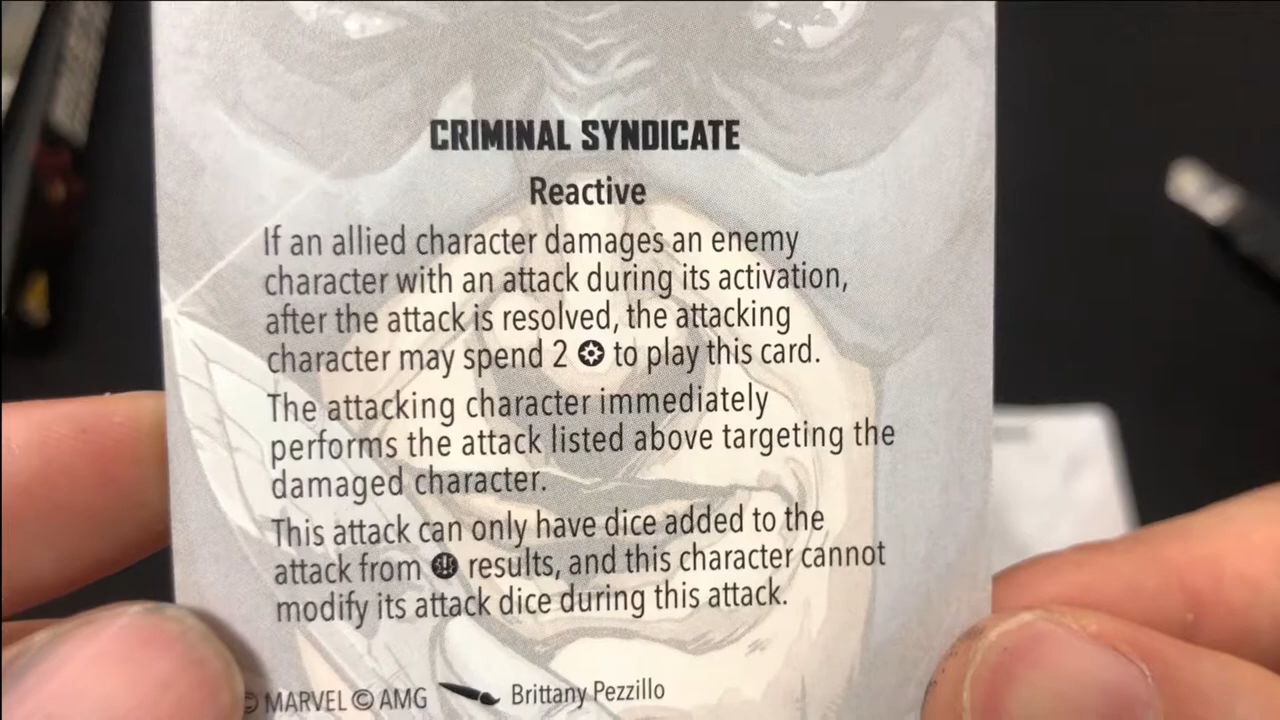 CRIMINAL SYNDICATE
Reactive
If an allied character damages an enemy
character with an attack during its activation,
after the attack is resolved, the attacking
character may spend 2 to play this card.
The attacking character immediately
performs the attack listed above targeting the
damaged character.
This attack can only have dice added to the
attack from results, and this character cannot
modify its attack dice during this attack.
© MARVEL © AMG Brittany Pezzillo